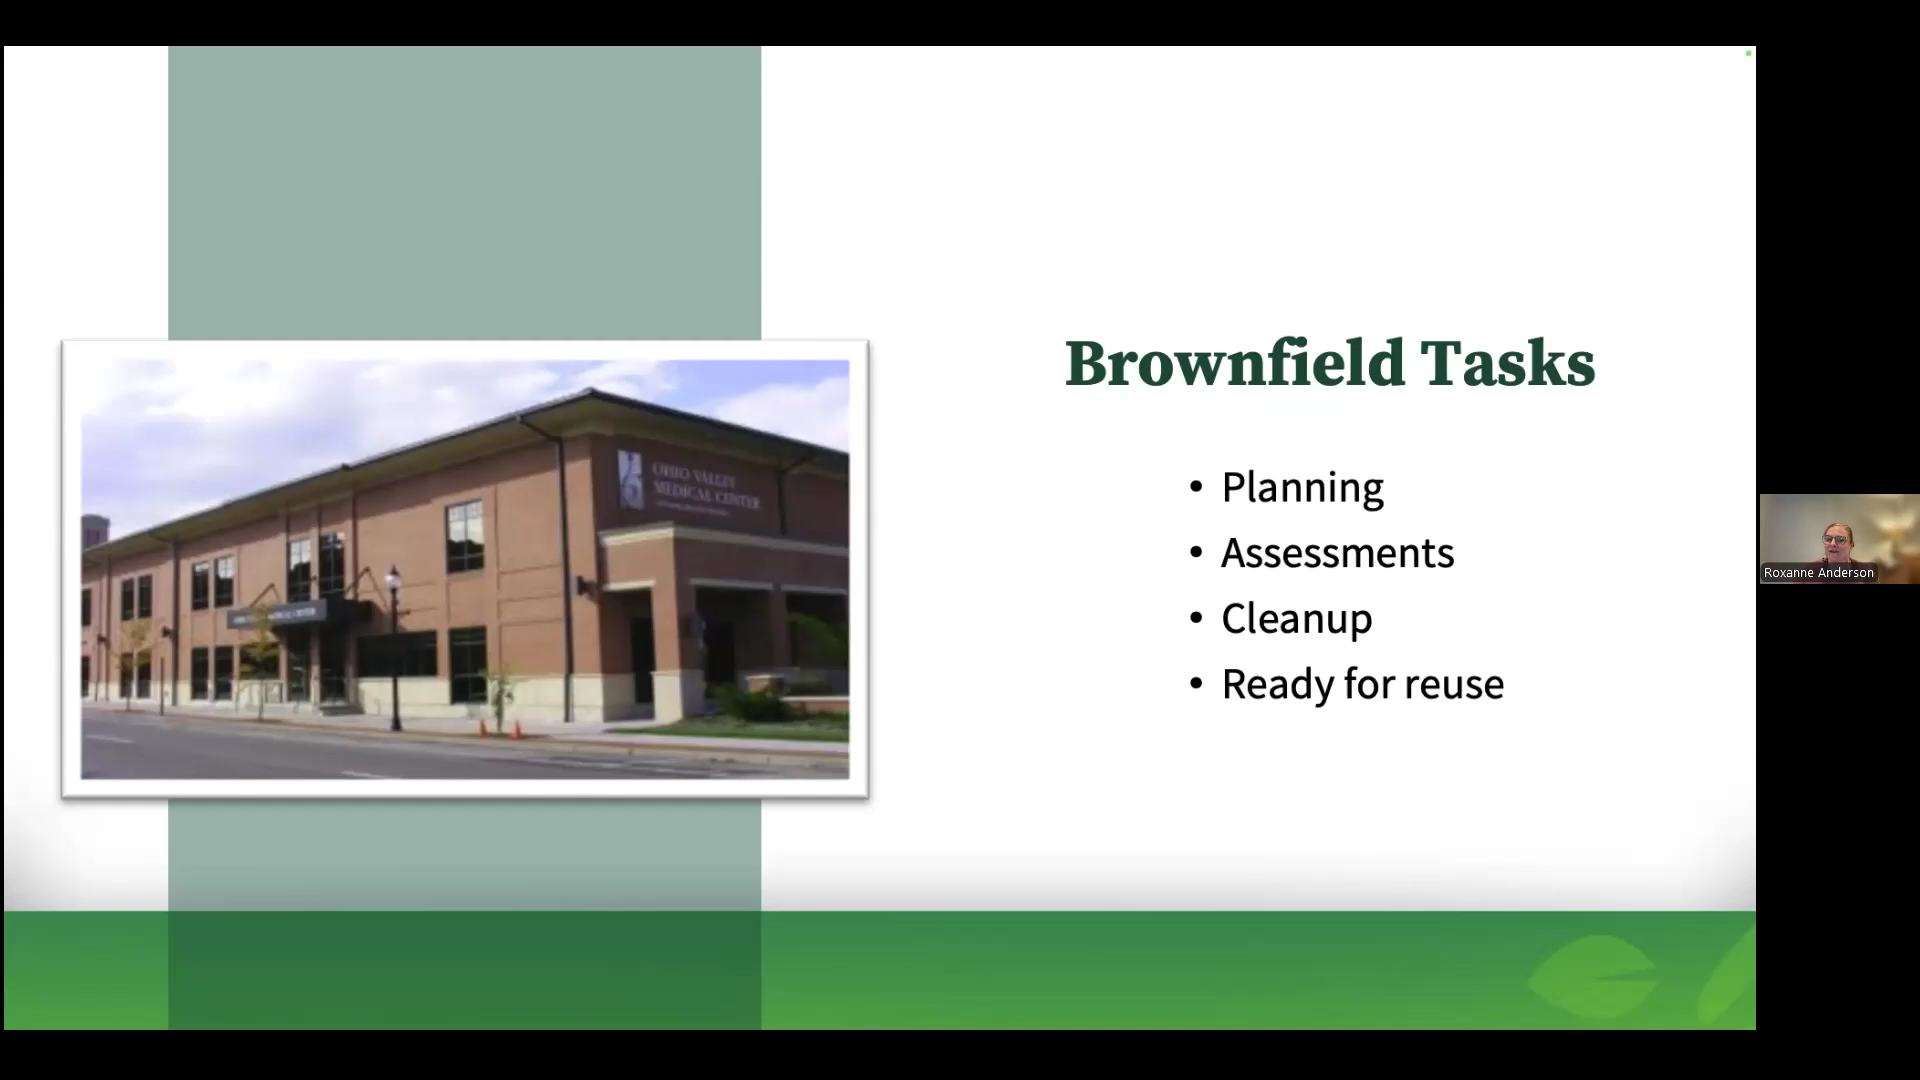 Brownfield Tasks
• Planning
• Assessments
• Cleanup
• Ready for reuse
OHIO VALLEY
MEDICAL CENTER
Roxanne Anderson